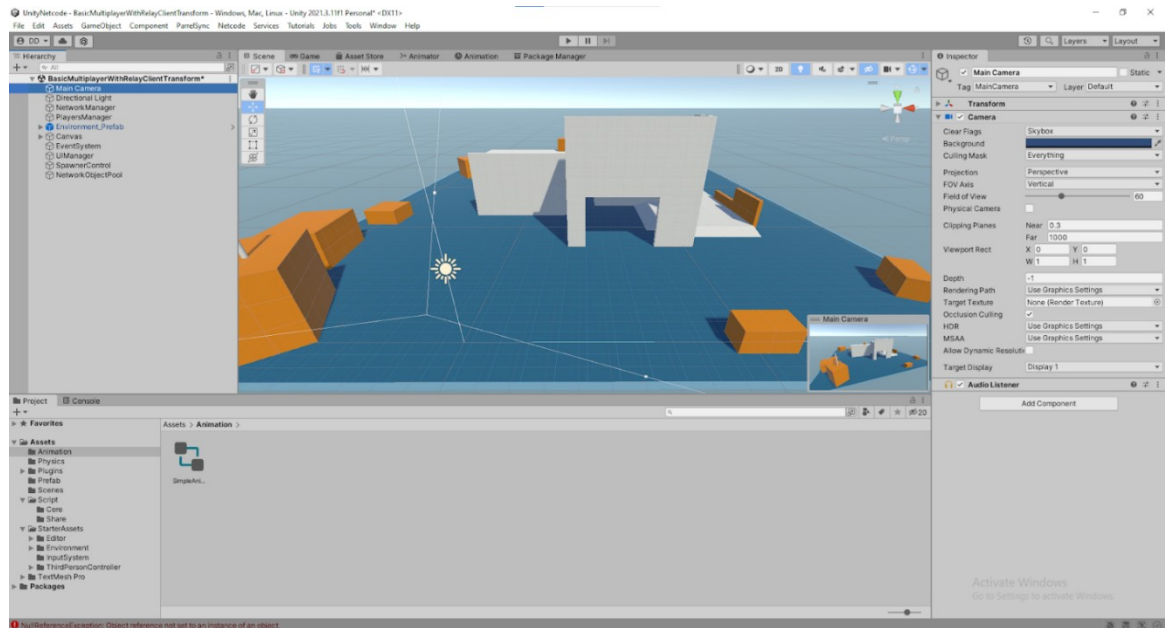 UnityNetcode - BasicMultiplayerWithRelayClientTransform - Windows, Mac, Linux - Unity 2021.3.11f1 Personal* <DX11>
File Edit Assets GameObject Component ParrelSync Netcode Services Tutorials Jobs Tools Window Help
DD
Layers Layout
Hierarchy
All
BasicMultiplayerWithRelayClientTransform*
Main Camera
Directional Light
NetworkManager
PlayersManager
Environment_Prefab
Canvas
EventSystem
UIManager
SpawnerControl
NetworkObjectPool
Scene Game Asset Store Animator Animation Package Manager
2D
Persp
Main Camera
Inspector
Main Camera Static
Tag MainCamera Layer Default
Transform
Camera
Clear Flags Skybox
Background
Culling Mask Everything
Projection Perspective
FOV Axis Vertical
Field of View 60
Physical Camera
Clipping Planes Near 0.3
Far 1000
Viewport Rect X 0 Y 0
W 1 H 1
Depth -1
Rendering Path Use Graphics Settings
Target Texture None (Render Texture)
Occlusion Culling
HDR Use Graphics Settings
MSAA Use Graphics Settings
Allow Dynamic Resoluti
Target Display Display 1
Audio Listener
Add Component
Project Console
20
Favorites
Assets > Animation >
Assets
Animation
Physics
Plugins
Prefab
Scenes
Script
Core
Share
StarterAssets
Editor
Environment
InputSystem
ThirdPersonController
TextMesh Pro
Packages
SimpleAni...
Activate Windows
Go to Settings to activate Windows.
NullReferenceException: Object reference not set to an instance of an object